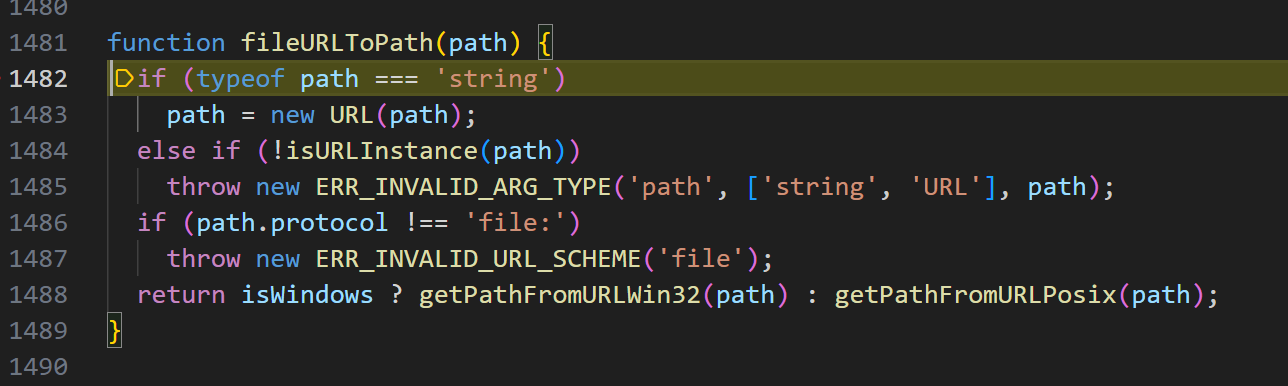 1480
1481 function fileURLToPath(path) {
1482 if (typeof path === 'string')
1483 path = new URL(path);
1484 else if (!isURLInstance(path))
1485 throw new ERR_INVALID_ARG_TYPE('path', ['string', 'URL'], path);
1486 if (path.protocol !== 'file:')
1487 throw new ERR_INVALID_URL_SCHEME('file');
1488 return isWindows ? getPathFromURLWin32(path) : getPathFromURLPosix(path);
1489 }
1490